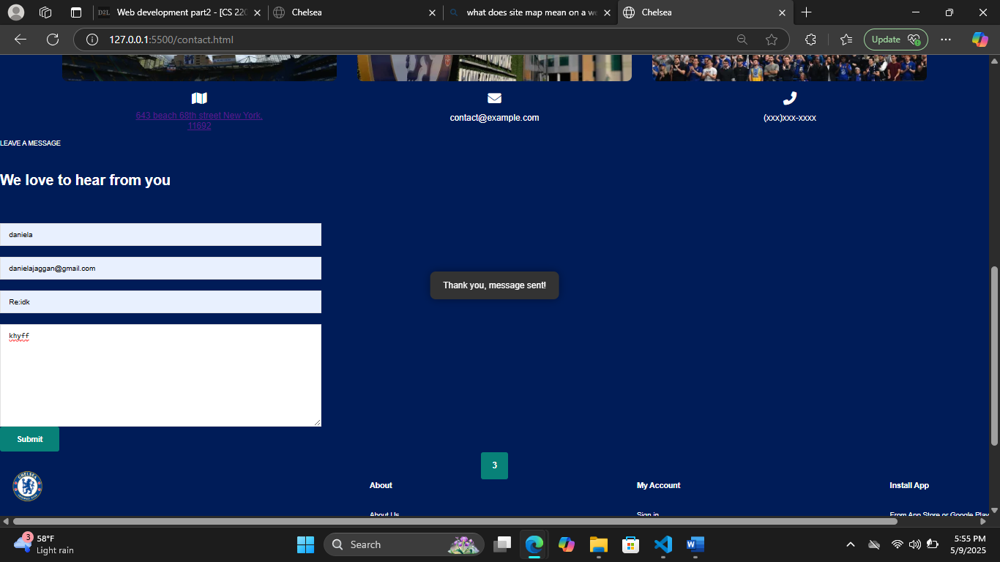 Web development part2 - [CS 220
Chelsea
what does site map mean on a we
Chelsea
127.0.0.1:5500/contact.html
Update
643 beach 68th street New York,
11692
contact@example.com
(xxx)xxx-xxxx
LEAVE A MESSAGE
We love to hear from you
daniela
danielajaggan@gmail.com
Re:idk
khyff
Thank you, message sent!
Submit
3
CHELSEA
About
My Account
Install App
About Us
Sign in
From App Store or Google Play
3
58°F
Light rain
Search
5:55 PM
5/9/2025